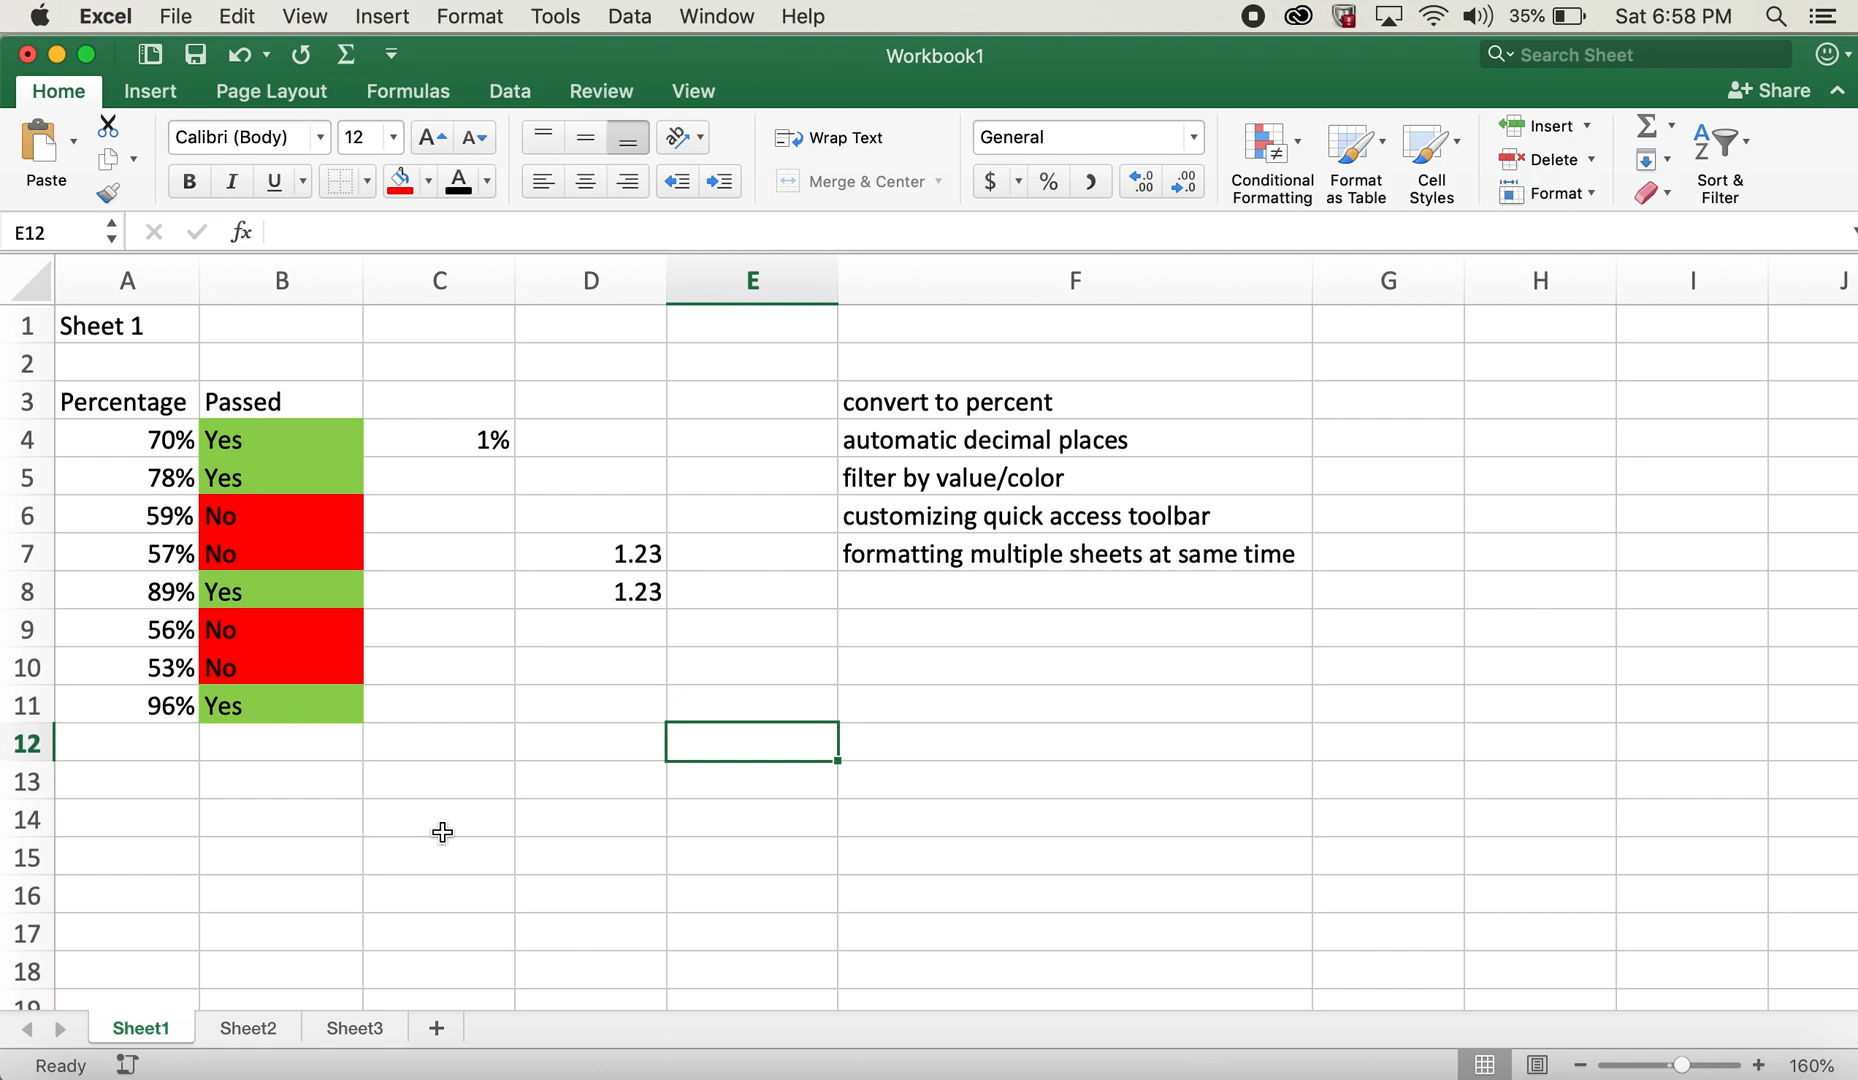 Excel File Edit View Insert Format Tools Data Window Help 35% Sat 6:58 PM
Workbook1 Search Sheet
Home Insert Page Layout Formulas Data Review View Share
Paste Calibri (Body) 12 A A Wrap Text General Conditional Formatting Format as Table Cell Styles Insert Delete Format Sort & Filter
B I U A Merge & Center $ % .00 .0 .00 .0
E12 fx
A B C D E F G H I J
1 Sheet 1
2
3 Percentage Passed convert to percent
4 70% Yes 1% automatic decimal places
5 78% Yes filter by value/color
6 59% No customizing quick access toolbar
7 57% No 1.23 formatting multiple sheets at same time
8 89% Yes 1.23
9 56% No
10 53% No
11 96% Yes
12
13
14
15
16
17
18
19
Sheet1 Sheet2 Sheet3 +
Ready 160%